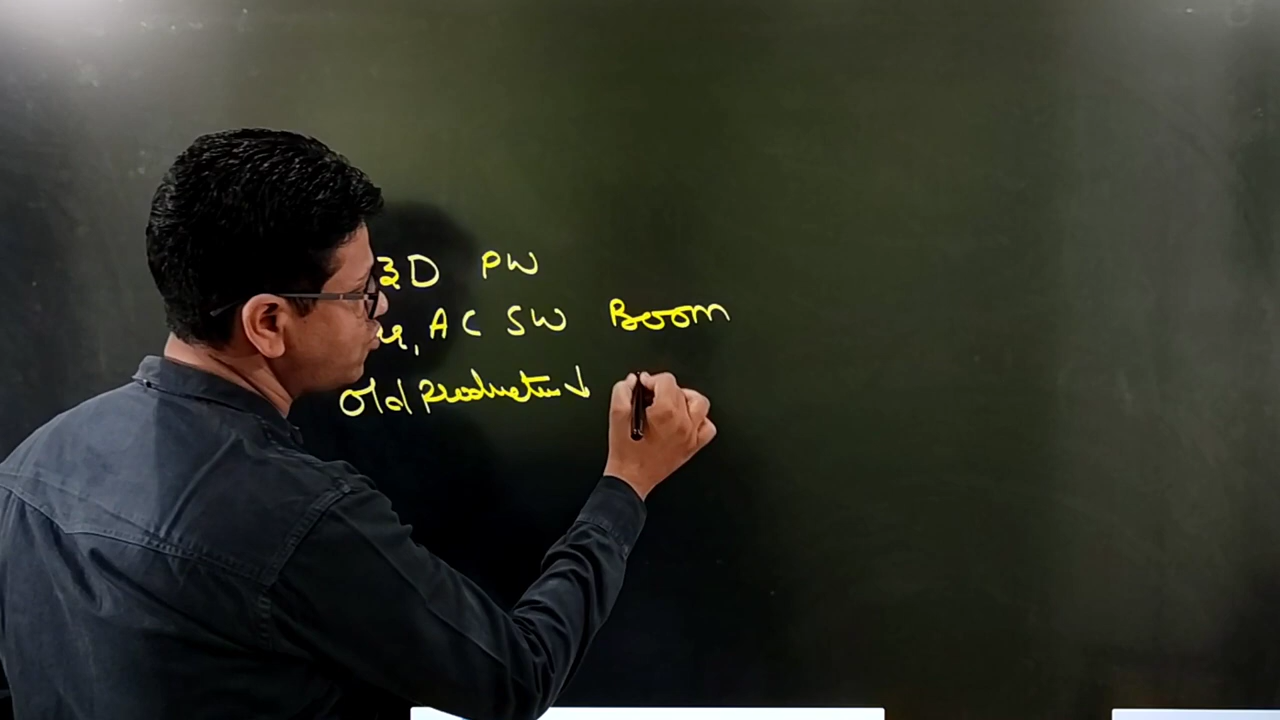 3D PW
, AC SW Boom
Old production ↓